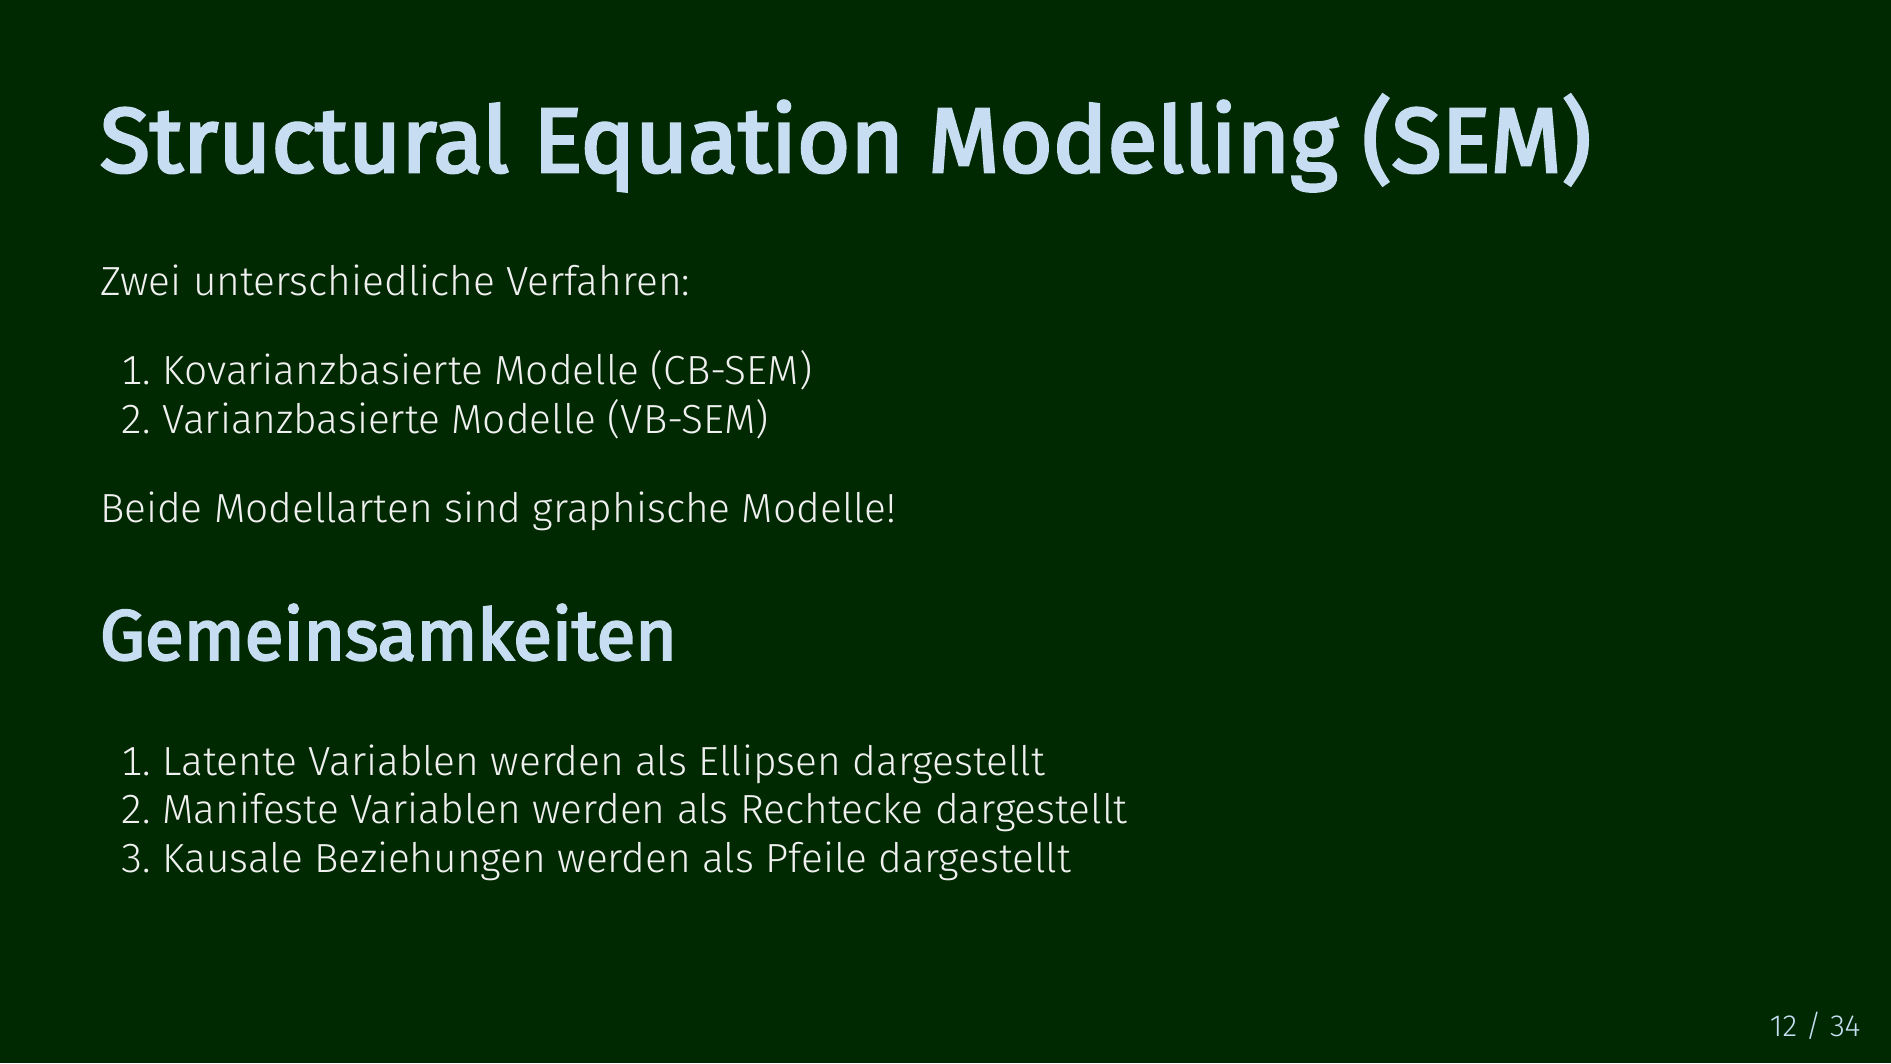 Structural Equation Modelling (SEM)
Zwei unterschiedliche Verfahren:
1. Kovarianzbasierte Modelle (CB-SEM)
2. Varianzbasierte Modelle (VB-SEM)
Beide Modellarten sind graphische Modelle!
Gemeinsamkeiten
1. Latente Variablen werden als Ellipsen dargestellt
2. Manifeste Variablen werden als Rechtecke dargestellt
3. Kausale Beziehungen werden als Pfeile dargestellt
12 / 34